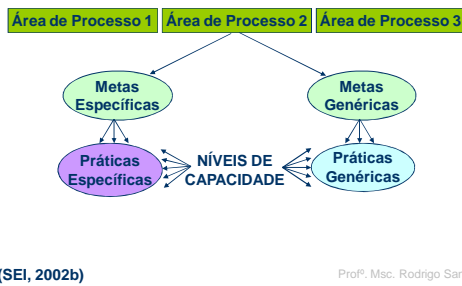 Área de Processo 1 Área de Processo 2 Área de Processo 3
Metas
Específicas
Metas
Genéricas
Práticas
Específicas
NÍVEIS DE
CAPACIDADE
Práticas
Genéricas
(SEI, 2002b)
Profº. Msc. Rodrigo